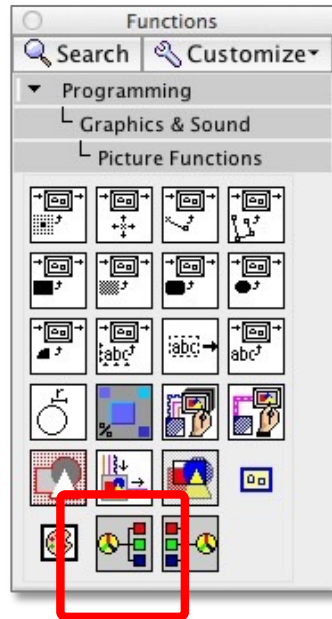 Functions
Search Customize
Programming
Graphics & Sound
Picture Functions
abc abc abc
r
%